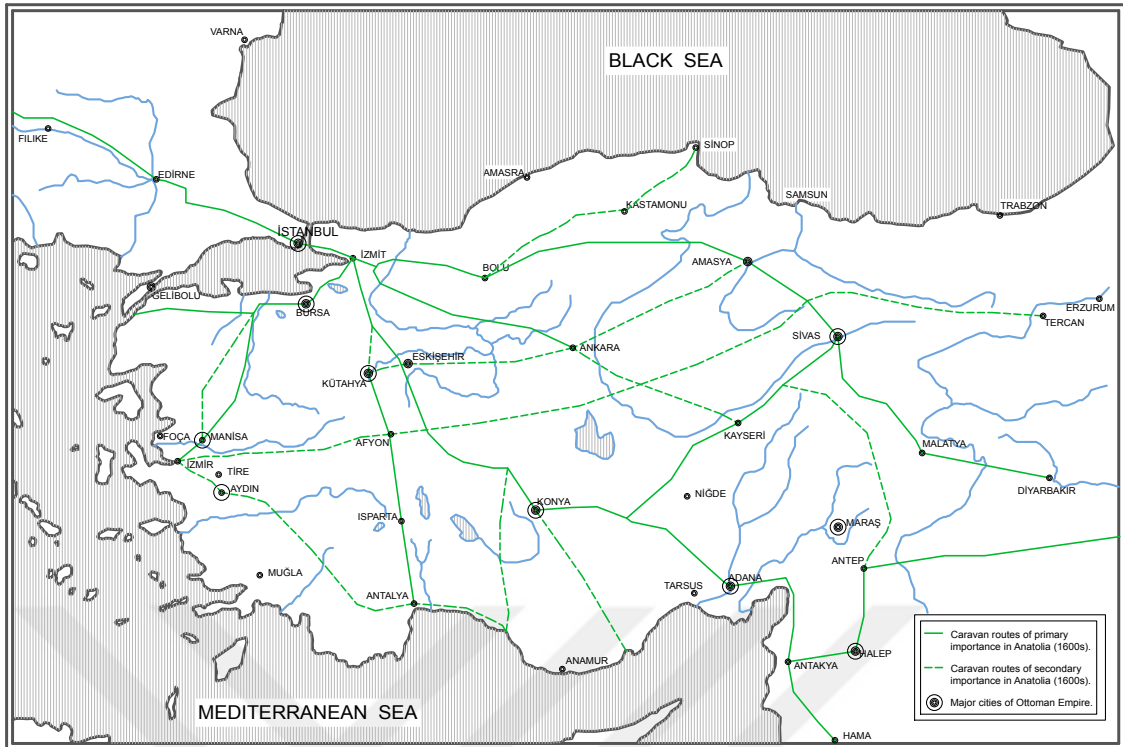 VARNA
BLACK SEA
FILIKE
SİNOP
EDİRNE
AMASRA
SAMSUN
KASTAMONU
TRABZON
İSTANBUL
İZMİT
BOLU
AMASYA
GELİBOLU
BURSA
ERZURUM
TERCAN
SİVAS
ANKARA
ESKİŞEHİR
KÜTAHYA
KAYSERİ
FOÇA
MANİSA
AFYON
MALATYA
İZMİR
TİRE
DİYARBAKIR
AYDIN
KONYA
NİĞDE
ISPARTA
MARAŞ
ANTEP
MUĞLA
TARSUS
ADANA
ANTALYA
Caravan routes of primary
importance in Anatolia (1600s).
HALEP
ANTAKYA
ANAMUR
Caravan routes of secondary
importance in Anatolia (1600s).
Major cities of Ottoman Empire.
MEDITERRANEAN SEA
HAMA